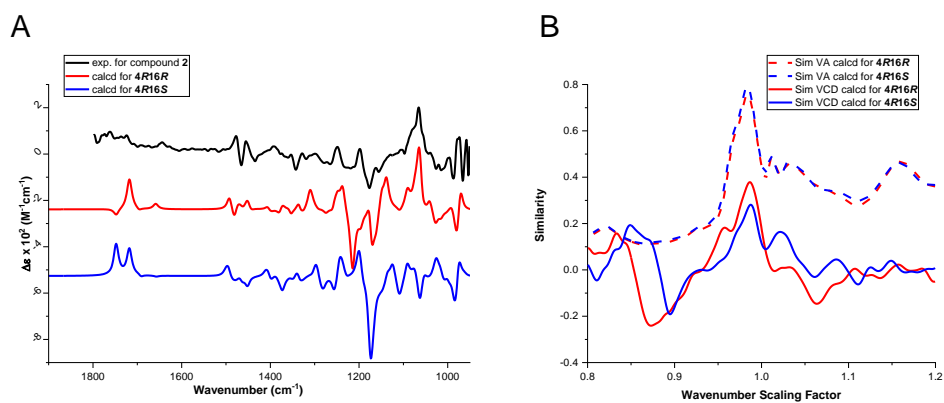 A
B
exp. for compound 2
calcd for 4R16R
calcd for 4R16S
2
0
2
4
6
8
Δε x 10² (M⁻¹cm⁻¹)
1800
1600
1400
1200
1000
Wavenumber (cm⁻¹)
Sim VA calcd for 4R16R
Sim VA calcd for 4R16S
Sim VCD calcd for 4R16R
Sim VCD calcd for 4R16S
0.8
0.6
0.4
0.2
0.0
-0.2
-0.4
Similarity
0.8
0.9
1.0
1.1
1.2
Wavenumber Scaling Factor